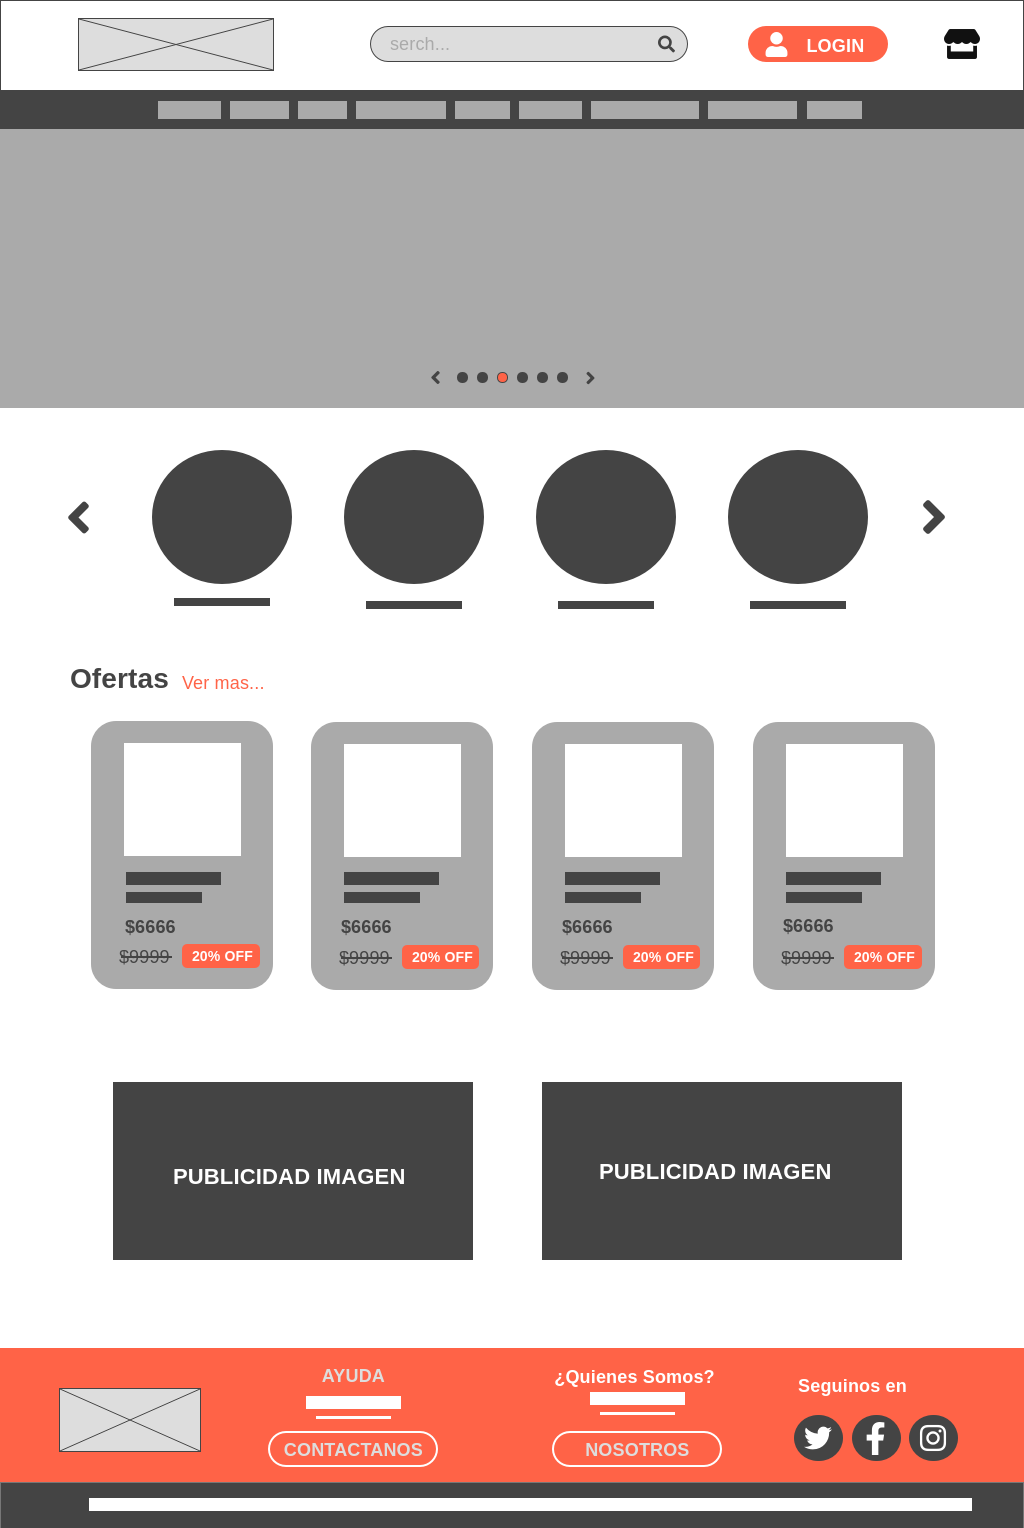 serch...
LOGIN
Ofertas Ver mas...
$6666
$9999 20% OFF
$6666
$9999 20% OFF
$6666
$9999 20% OFF
$6666
$9999 20% OFF
PUBLICIDAD IMAGEN
PUBLICIDAD IMAGEN
AYUDA
CONTACTANOS
¿Quienes Somos?
NOSOTROS
Seguinos en